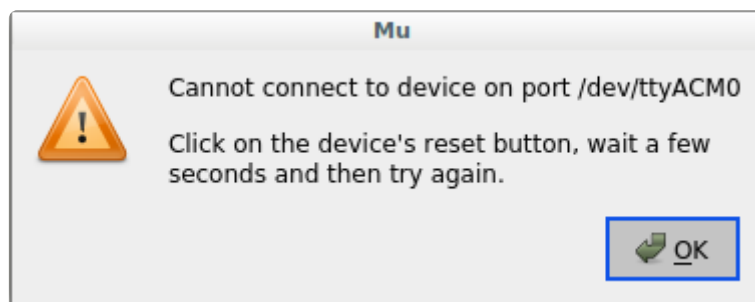 Mu
Cannot connect to device on port /dev/ttyACM0
Click on the device's reset button, wait a few
seconds and then try again.
OK